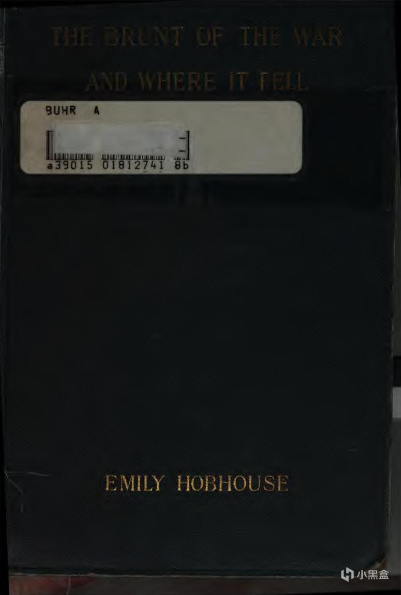 THE BRUNT OF THE WAR
AND WHERE IT FELL
BUHR A
a39015 01812741 8b
EMILY HOBHOUSE
小黑盒